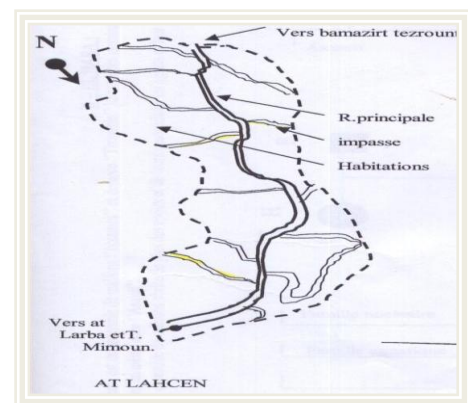 Vers bamazirt tezrount
N
R.principale
impasse
Habitations
Vers at
Larba etT.
Mimoun.
AT LAHCEN